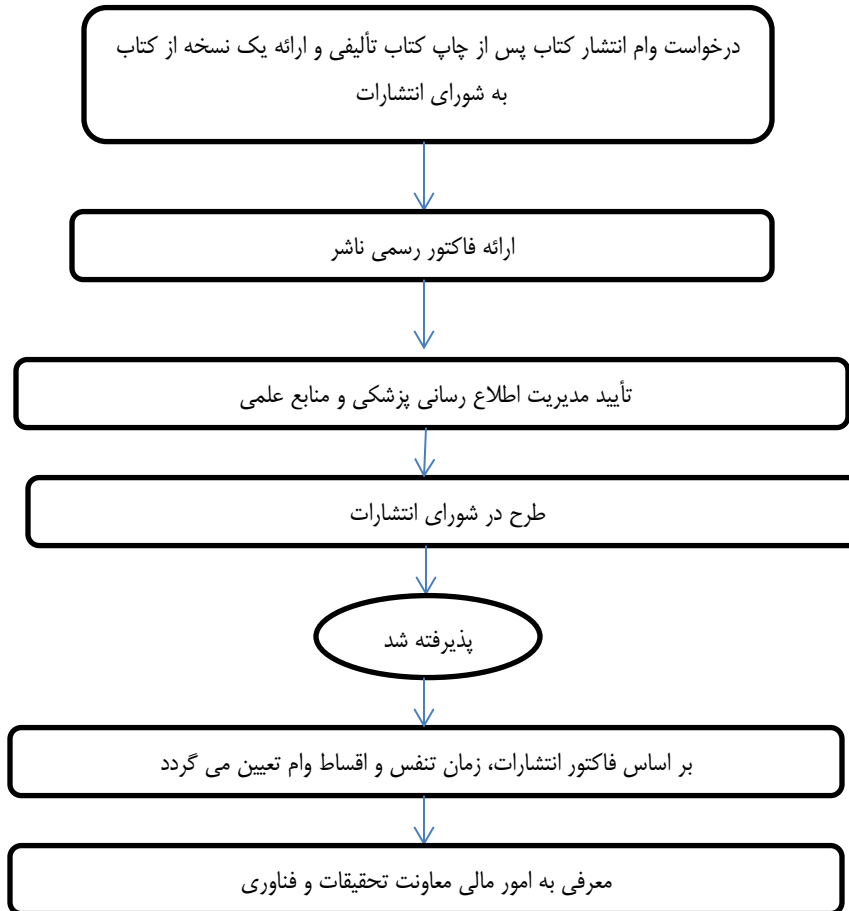 درخواست وام انتشار کتاب پس از چاپ کتاب تألیفی و ارائه یک نسخه از کتاب
به شورای انتشارات
ارائه فاکتور رسمی ناشر
تأیید مدیریت اطلاع رسانی پزشکی و منابع علمی
طرح در شورای انتشارات
پذیرفته شد
بر اساس فاکتور انتشارات، زمان تنفس و اقساط وام تعیین می گردد
معرفی به امور مالی معاونت تحقیقات و فناوری